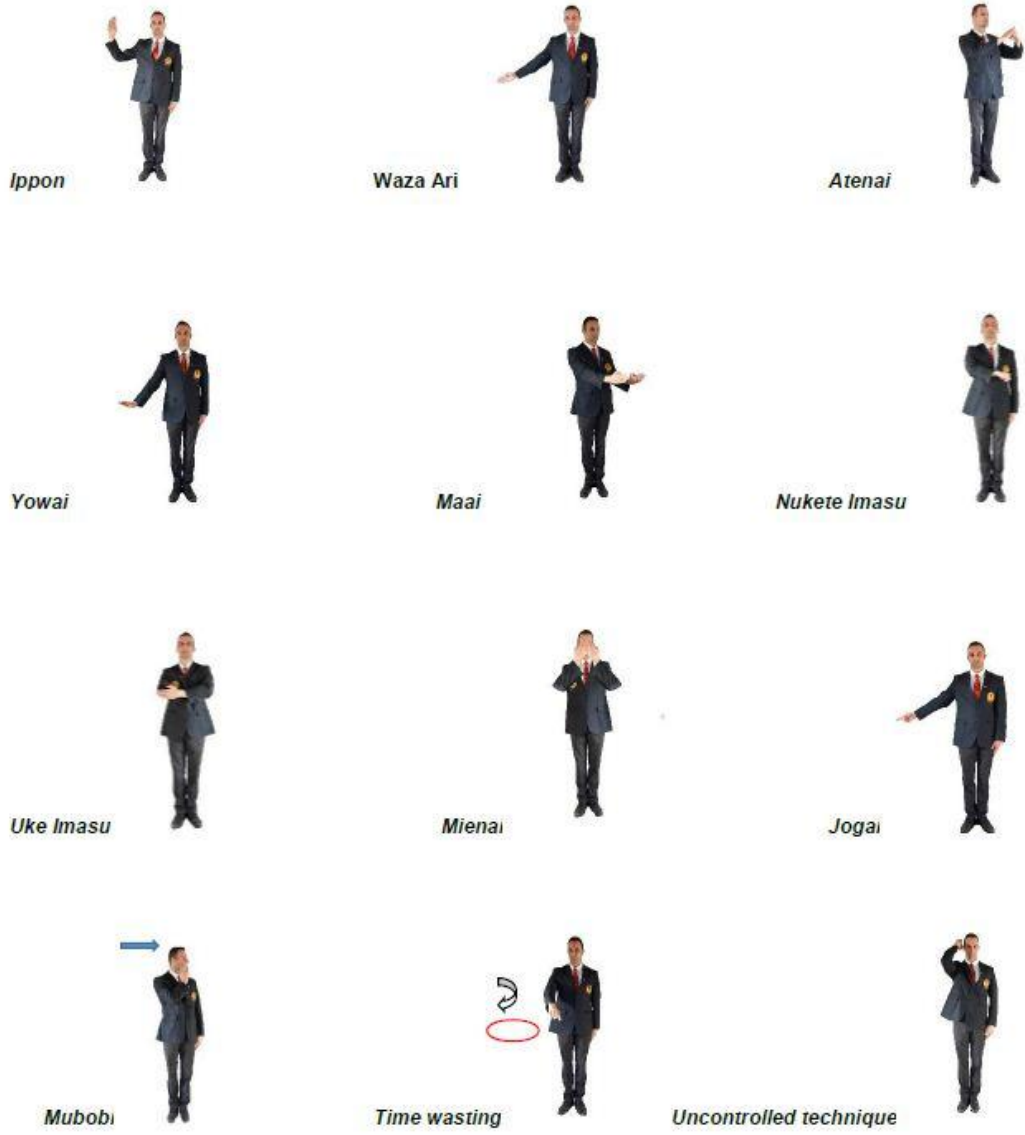 Ippon
Waza Ari
Atenai
Yowai
Maai
Nukete Imasu
Uke Imasu
Mienai
Jogai
Mubobi
Time wasting
Uncontrolled technique